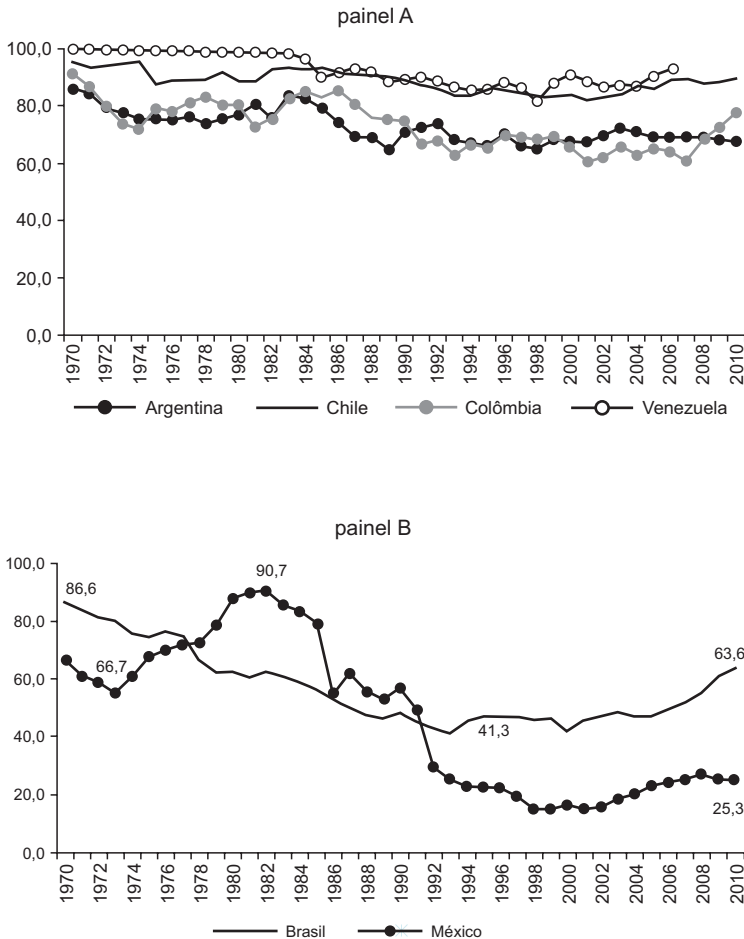 painel A
100,0
80,0
60,0
40,0
20,0
0,0
1970 1972 1974 1976 1978 1980 1982 1984 1986 1988 1990 1992 1994 1996 1998 2000 2002 2004 2006 2008 2010
Argentina Chile Colômbia Venezuela
painel B
100,0
86,6 90,7
80,0
66,7 63,6
60,0
40,0 41,3
20,0 25,3
0,0
1970 1972 1974 1976 1978 1980 1982 1984 1986 1988 1990 1992 1994 1996 1998 2000 2002 2004 2006 2008 2010
Brasil México